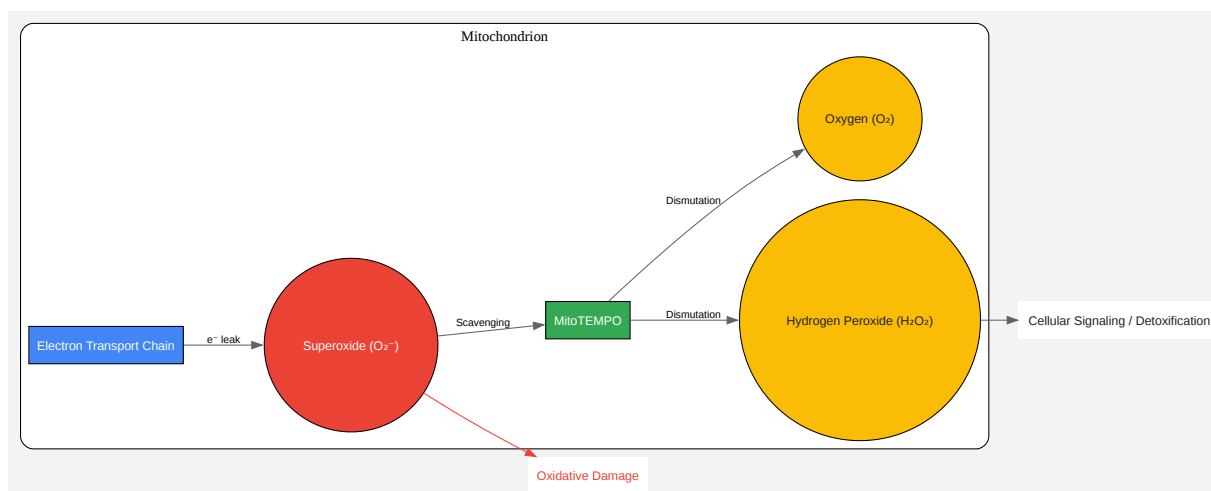 Mitochondrion
Oxygen (O₂)
Dismutation
Electron Transport Chain
e⁻ leak
Superoxide (O₂⁻)
Scavenging
MitoTEMPO
Dismutation
Hydrogen Peroxide (H₂O₂)
Cellular Signaling / Detoxification
Oxidative Damage